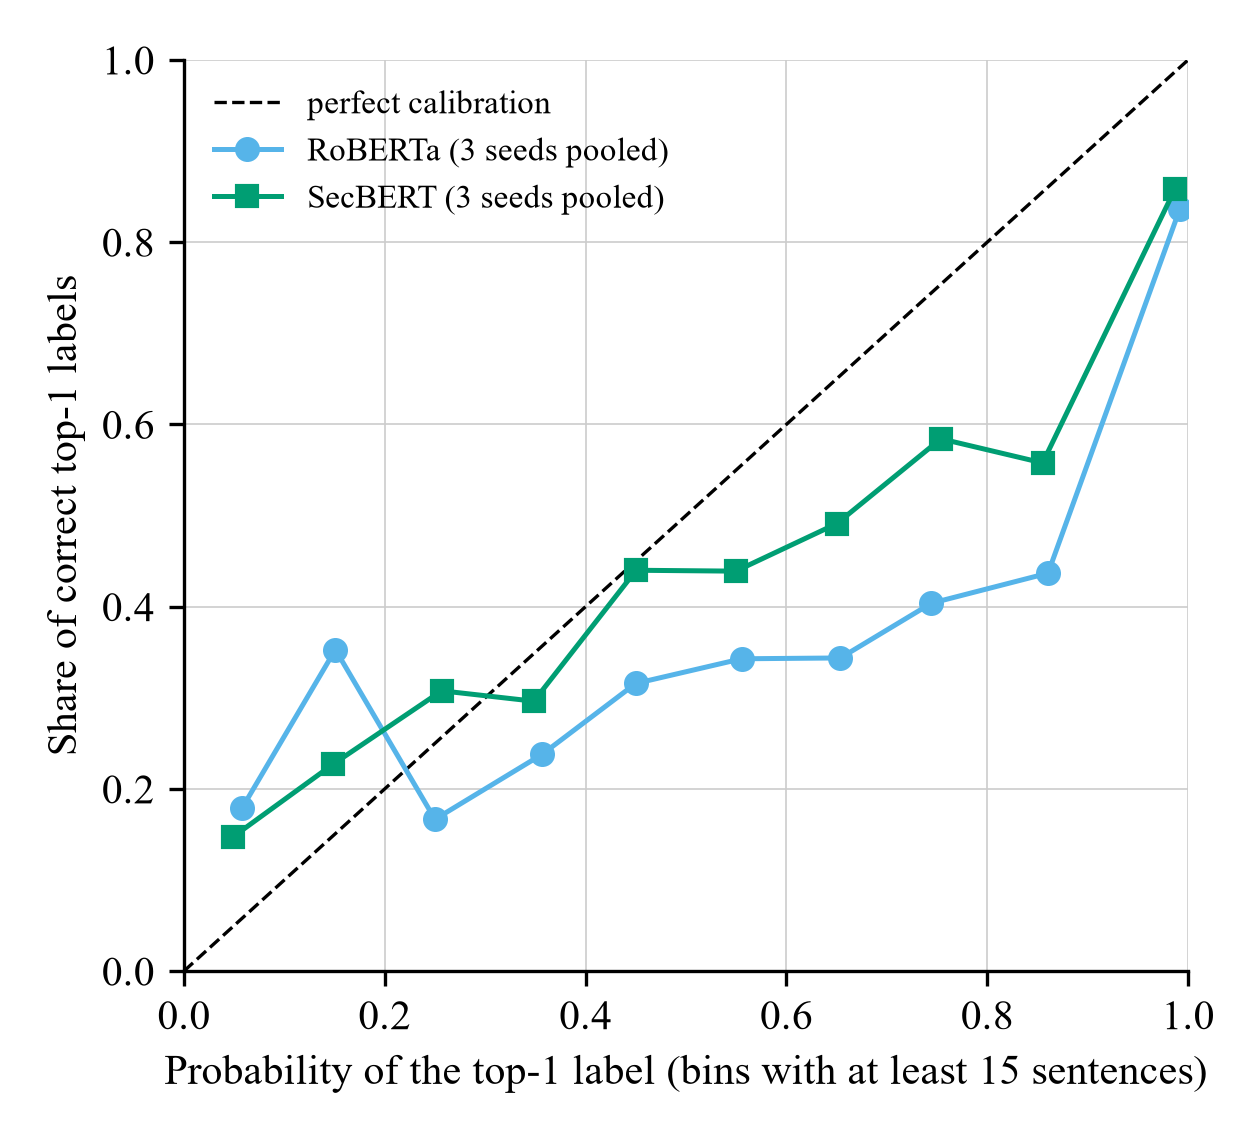 1.0
0.8
0.6
0.4
0.2
0.0
Share of correct top-1 labels
perfect calibration
RoBERTa (3 seeds pooled)
SecBERT (3 seeds pooled)
0.0 0.2 0.4 0.6 0.8 1.0
Probability of the top-1 label (bins with at least 15 sentences)